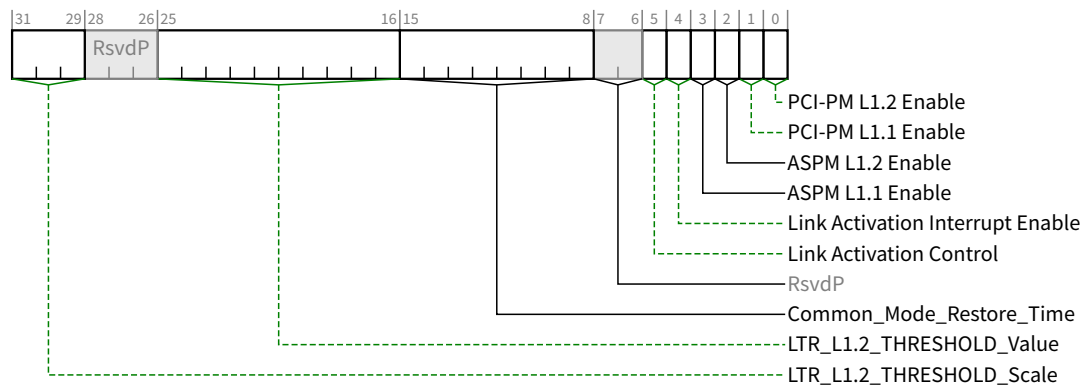 31 29 28 26 25 16 15 8 7 6 5 4 3 2 1 0
RsvdP
PCI-PM L1.2 Enable
PCI-PM L1.1 Enable
ASPM L1.2 Enable
ASPM L1.1 Enable
Link Activation Interrupt Enable
Link Activation Control
RsvdP
Common_Mode_Restore_Time
LTR_L1.2_THRESHOLD_Value
LTR_L1.2_THRESHOLD_Scale